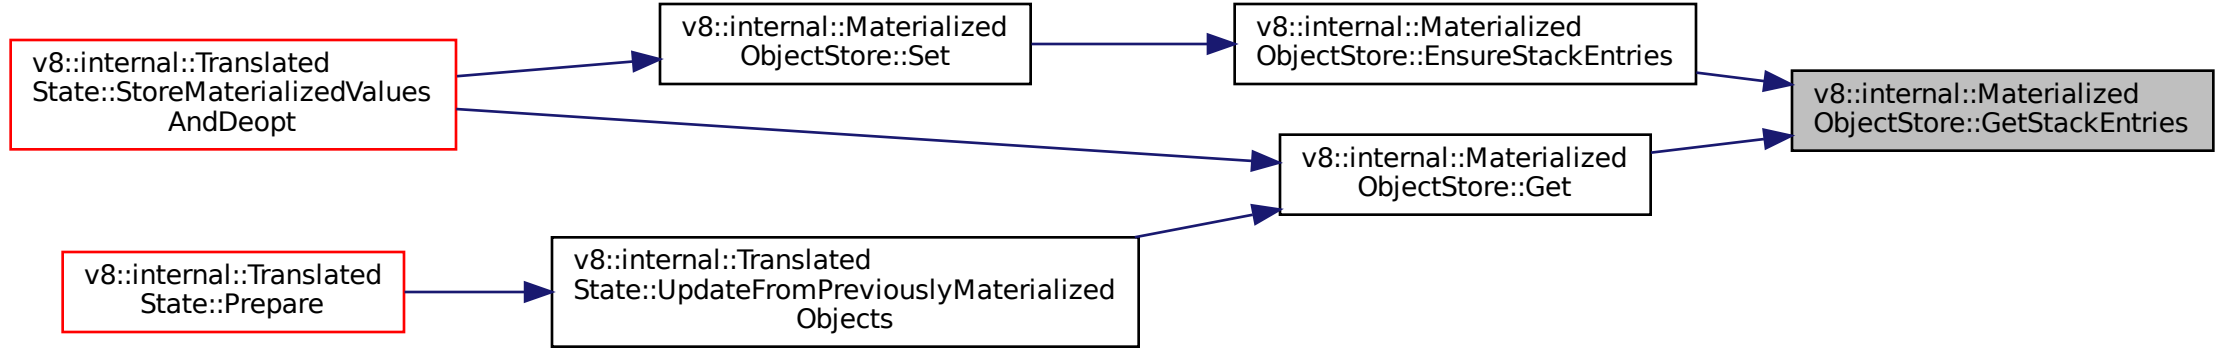 v8::internal::Materialized
ObjectStore::Set
v8::internal::Materialized
ObjectStore::EnsureStackEntries
v8::internal::Translated
State::StoreMaterializedValues
AndDeopt
v8::internal::Materialized
ObjectStore::GetStackEntries
v8::internal::Materialized
ObjectStore::Get
v8::internal::Translated
State::UpdateFromPreviouslyMaterialized
Objects
v8::internal::Translated
State::Prepare